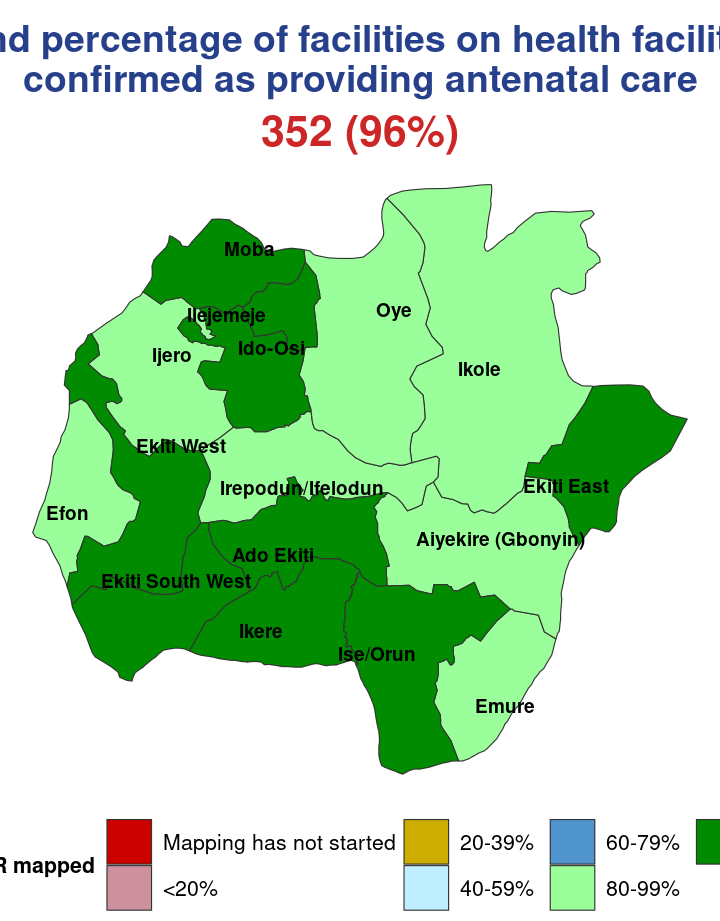 percentage of facilities on health
confirmed as providing antenatal care
352 (96%)
Moba
Ilejemeje
Oye
Ido-Osi
Ijero
Ikole
Ekiti West
Irepodun/Ifelodun
Ekiti East
Efon
Aiyekire (Gbonyin)
Ado Ekiti
Ekiti South West
Ikere
Ise/Orun
Emure
Mapping has not started
20-39%
60-79%
mapped
<20%
40-59%
80-99%